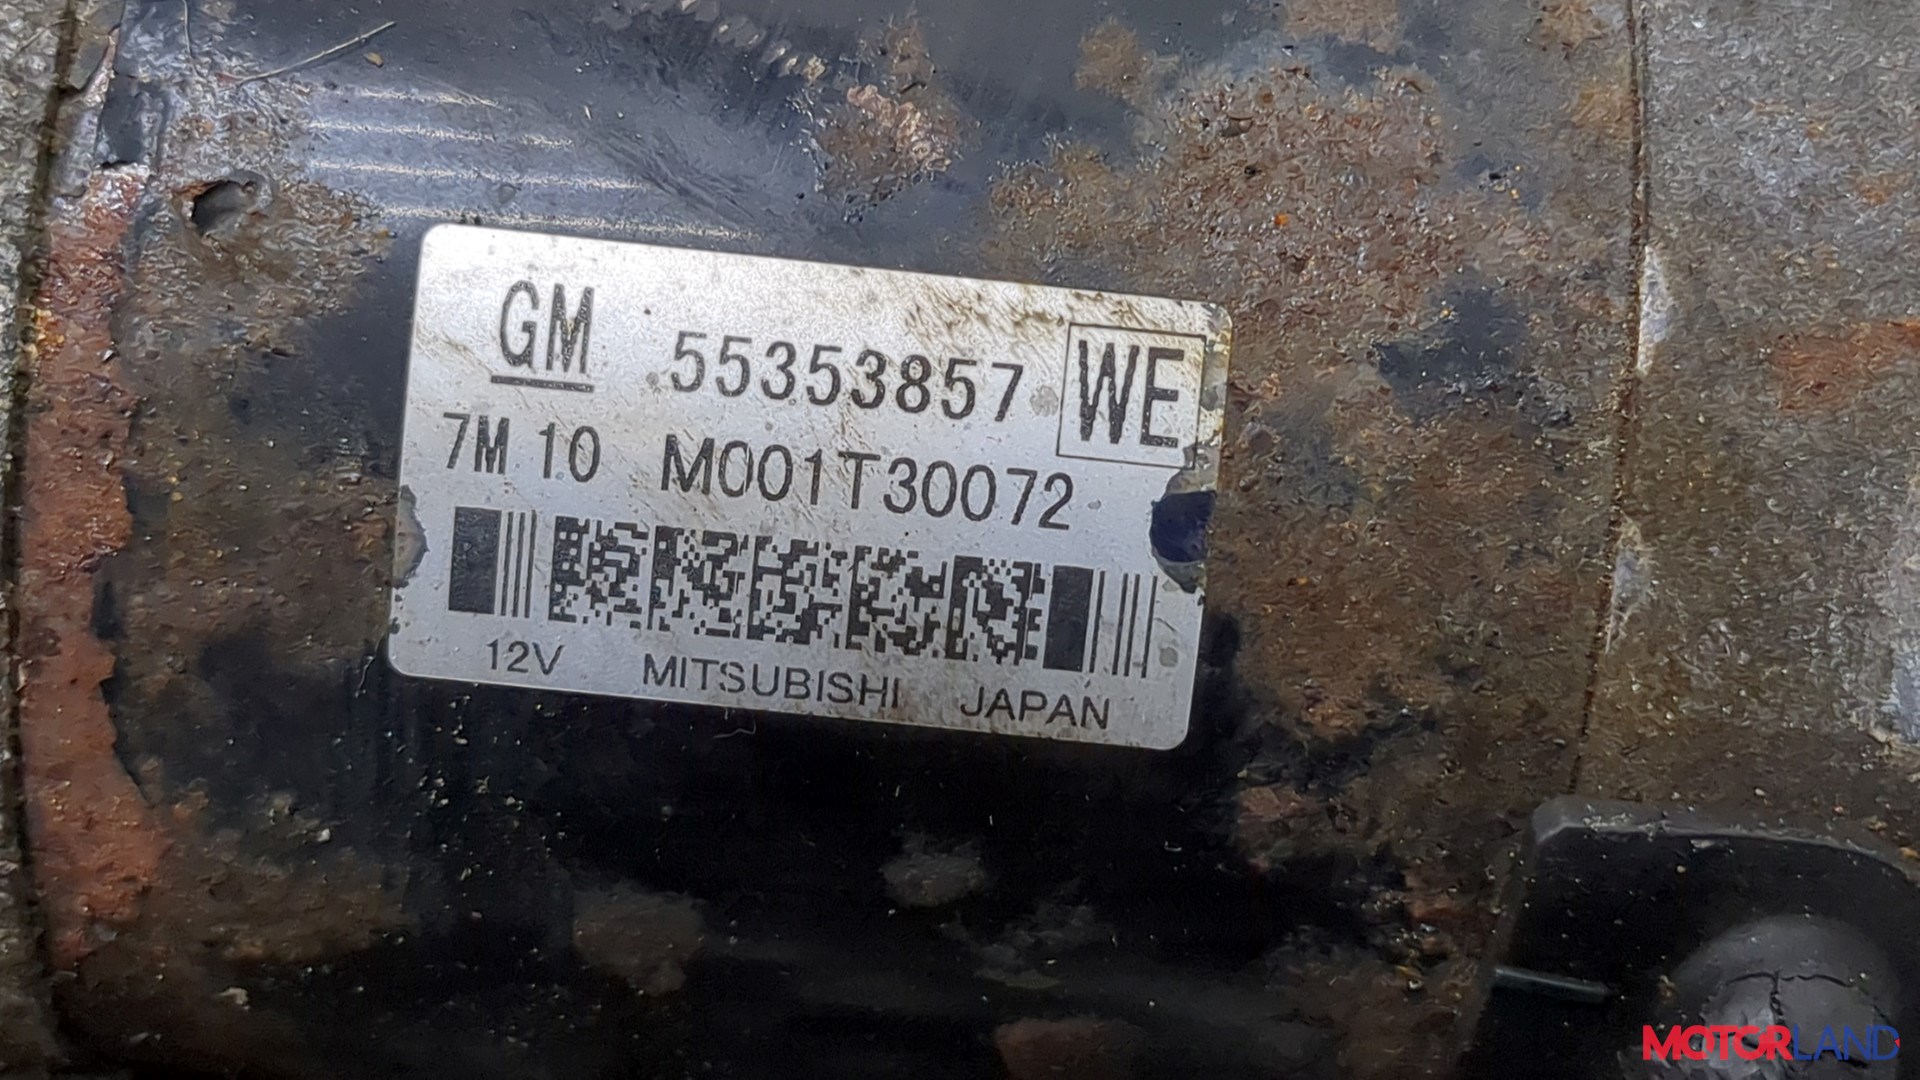 GM 55353857 WE
7M 10 M001T30072
12V MITSUBISHI JAPAN
MOTORLAND